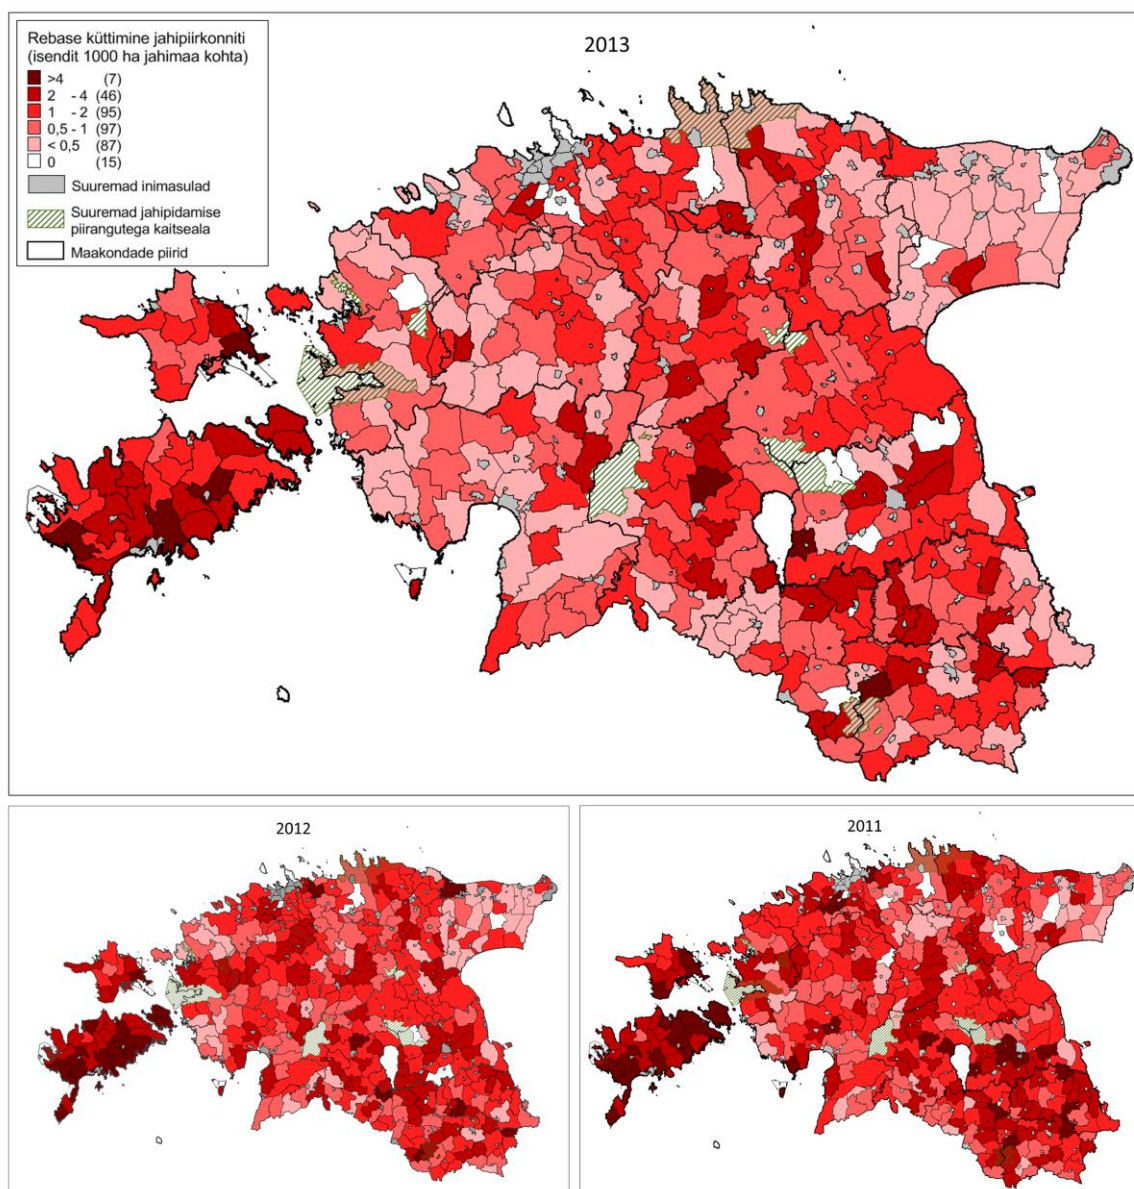 Rebase küttimine jahipiirkonniti
(isendit 1000 ha jahimaa kohta)
>4 (7)
2 - 4 (46)
1 - 2 (95)
0,5 - 1 (97)
< 0,5 (87)
0 (15)
Suuremad inimasulad
Suuremad jahipidamise
piirangutega kaitseala
Maakondade piirid
2013
2012
2011